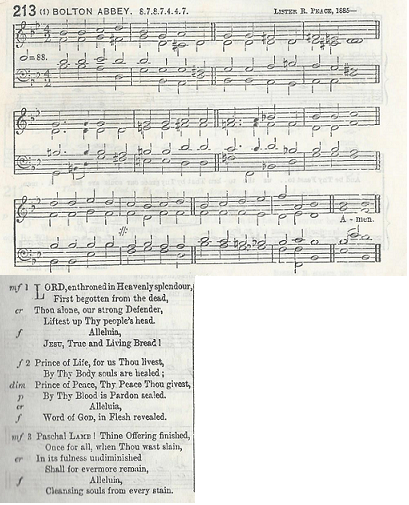 213 (1) BOLTON ABBEY. 8.7.8.7.4.4.7. LISTER R. PEACE, 1885—
= 88.
A - men.
mf 1 LORD, enthroned in Heavenly splendour,
First begotten from the dead,
cr Thou alone, our strong Defender,
Liftest up Thy people's head.
f Alleluia,
JESU, True and Living Bread!
f 2 Prince of Life, for us Thou livest,
By Thy Body souls are healed;
dim Prince of Peace, Thy Peace Thou givest,
p By Thy Blood is Pardon sealed.
cr Alleluia,
f Word of GOD, in Flesh revealed.
mf 3 Paschal LAMB! Thine Offering finished,
Once for all, when Thou wast slain,
cr In its fulness undiminished
Shall for evermore remain,
f Alleluia,
Cleansing souls from every stain.